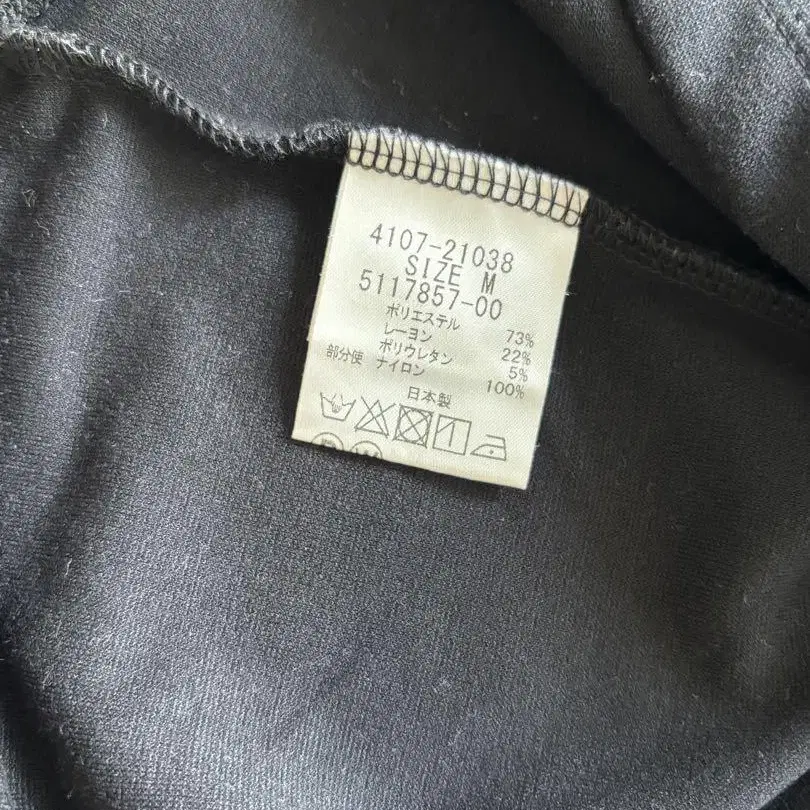 4107-21038
SIZE M
5117857-00
ポリエステル 73%
レーヨン 22%
ポリウレタン 5%
部分使 ナイロン 100%
日本製